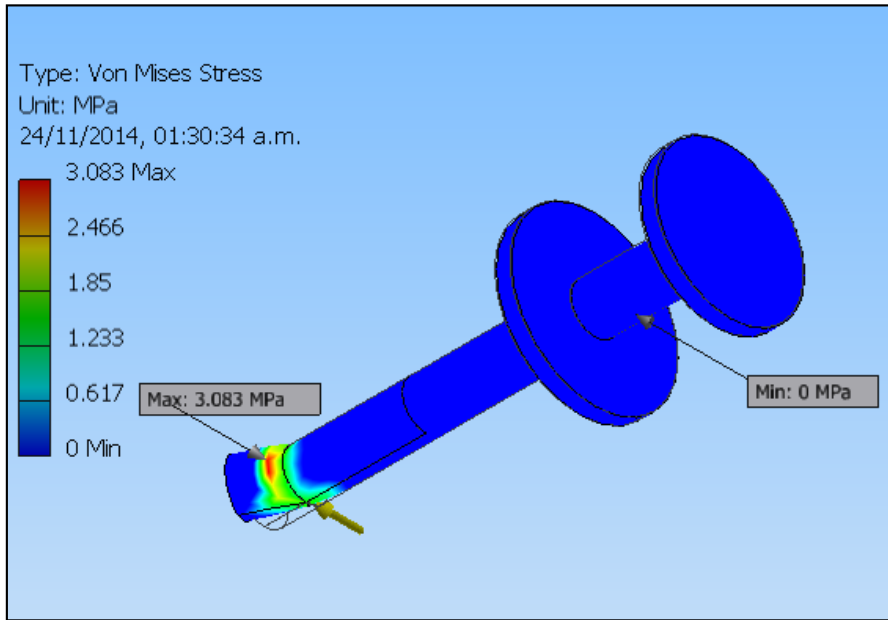 Type: Von Mises Stress
Unit: MPa
24/11/2014, 01:30:34 a.m.
3.083 Max
2.466
1.85
1.233
0.617
0 Min
Max: 3.083 MPa
Min: 0 MPa